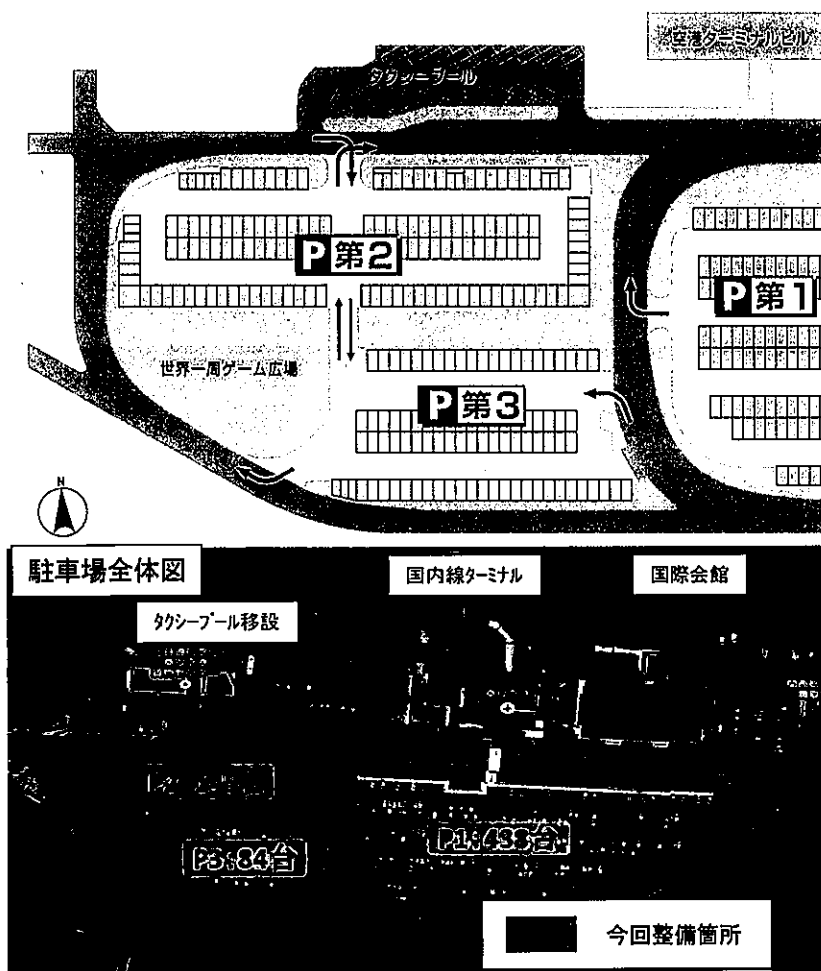 空港ターミナルビル
タクシープール
P 第2
P 第1
世界一周ゲーム広場
P 第3
N
駐車場全体図
国内線ターミナル
国際会館
タクシープール移設
P1:438台
P3:84台
今回整備箇所